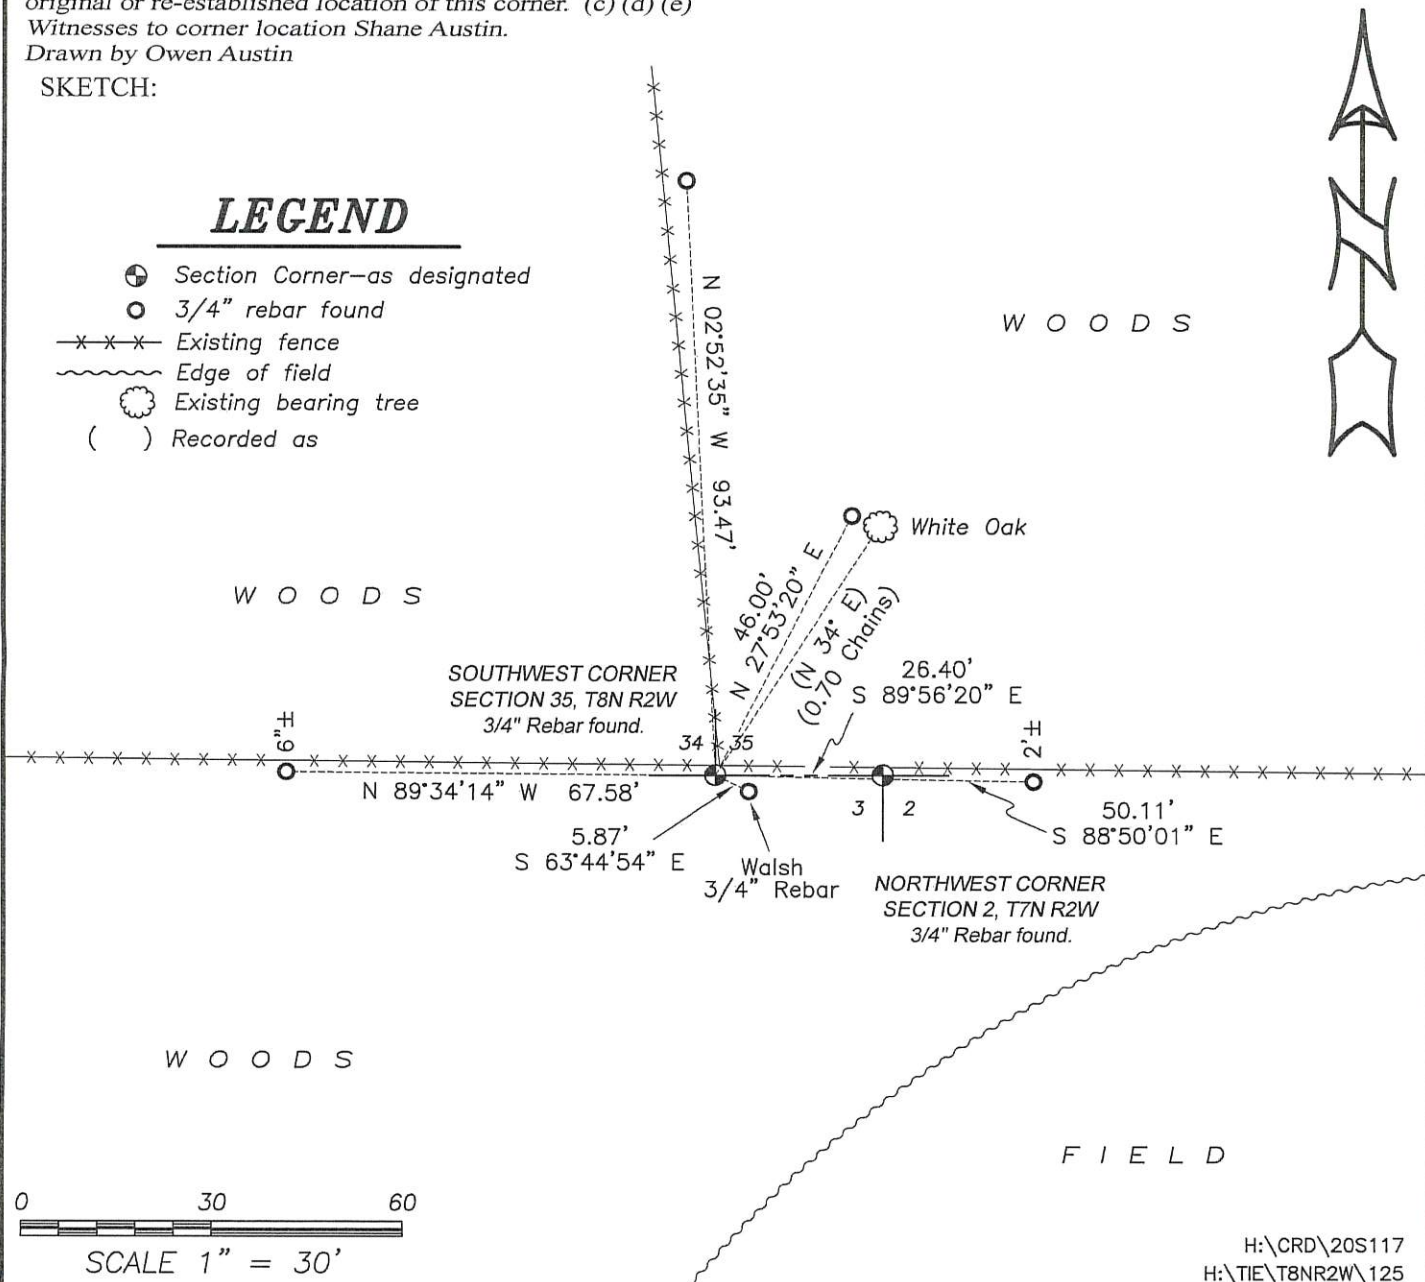 original or re-established location of this corner. (c) (d) (e)
Witnesses to corner location Shane Austin.
Drawn by Owen Austin
SKETCH:
LEGEND
Section Corner-as designated
3/4" rebar found
Existing fence
Edge of field
Existing bearing tree
( ) Recorded as
N 02°52'35" W 93.47'
WOODS
White Oak
WOODS
46.00'
N 27°53'20" E
(N 34° E)
(0.70 Chains)
26.40'
S 89°56'20" E
SOUTHWEST CORNER
SECTION 35, T8N R2W
3/4" Rebar found.
9"±
34 35
2'±
N 89°34'14" W 67.58'
3 2
5.87'
S 63°44'54" E
50.11'
S 88°50'01" E
Walsh
3/4" Rebar
NORTHWEST CORNER
SECTION 2, T7N R2W
3/4" Rebar found.
WOODS
FIELD
0 30 60
SCALE 1" = 30'
H:\CRD\20S117
H:\TIE\T8NR2W\125